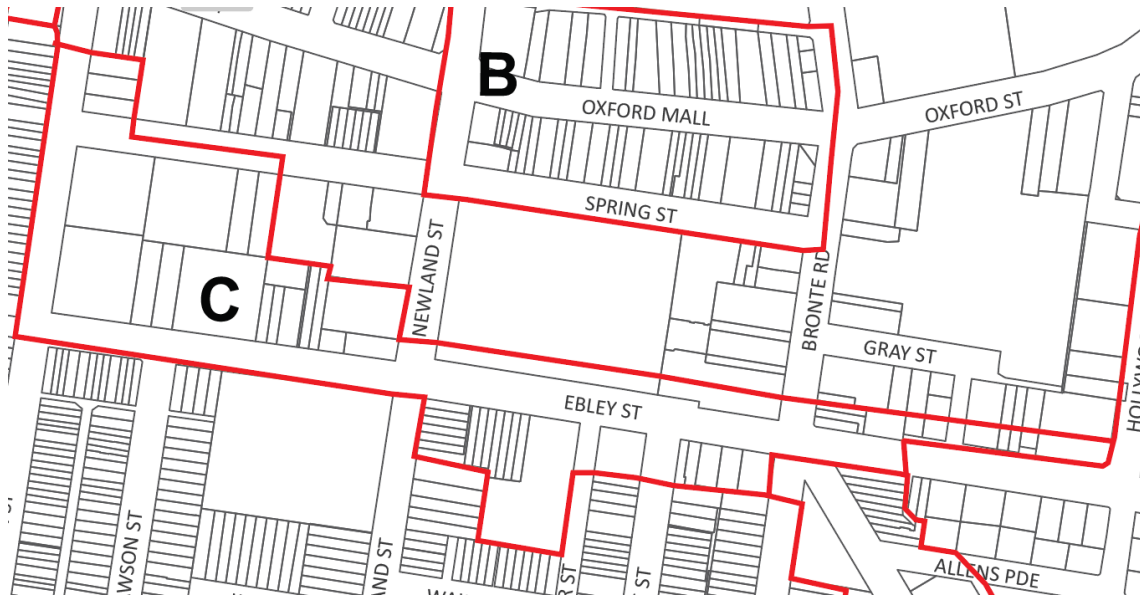 B
OXFORD MALL
OXFORD ST
SPRING ST
NEWLAND ST
BRONTE RD
C
GRAY ST
EBLEY ST
ALLENS PDE